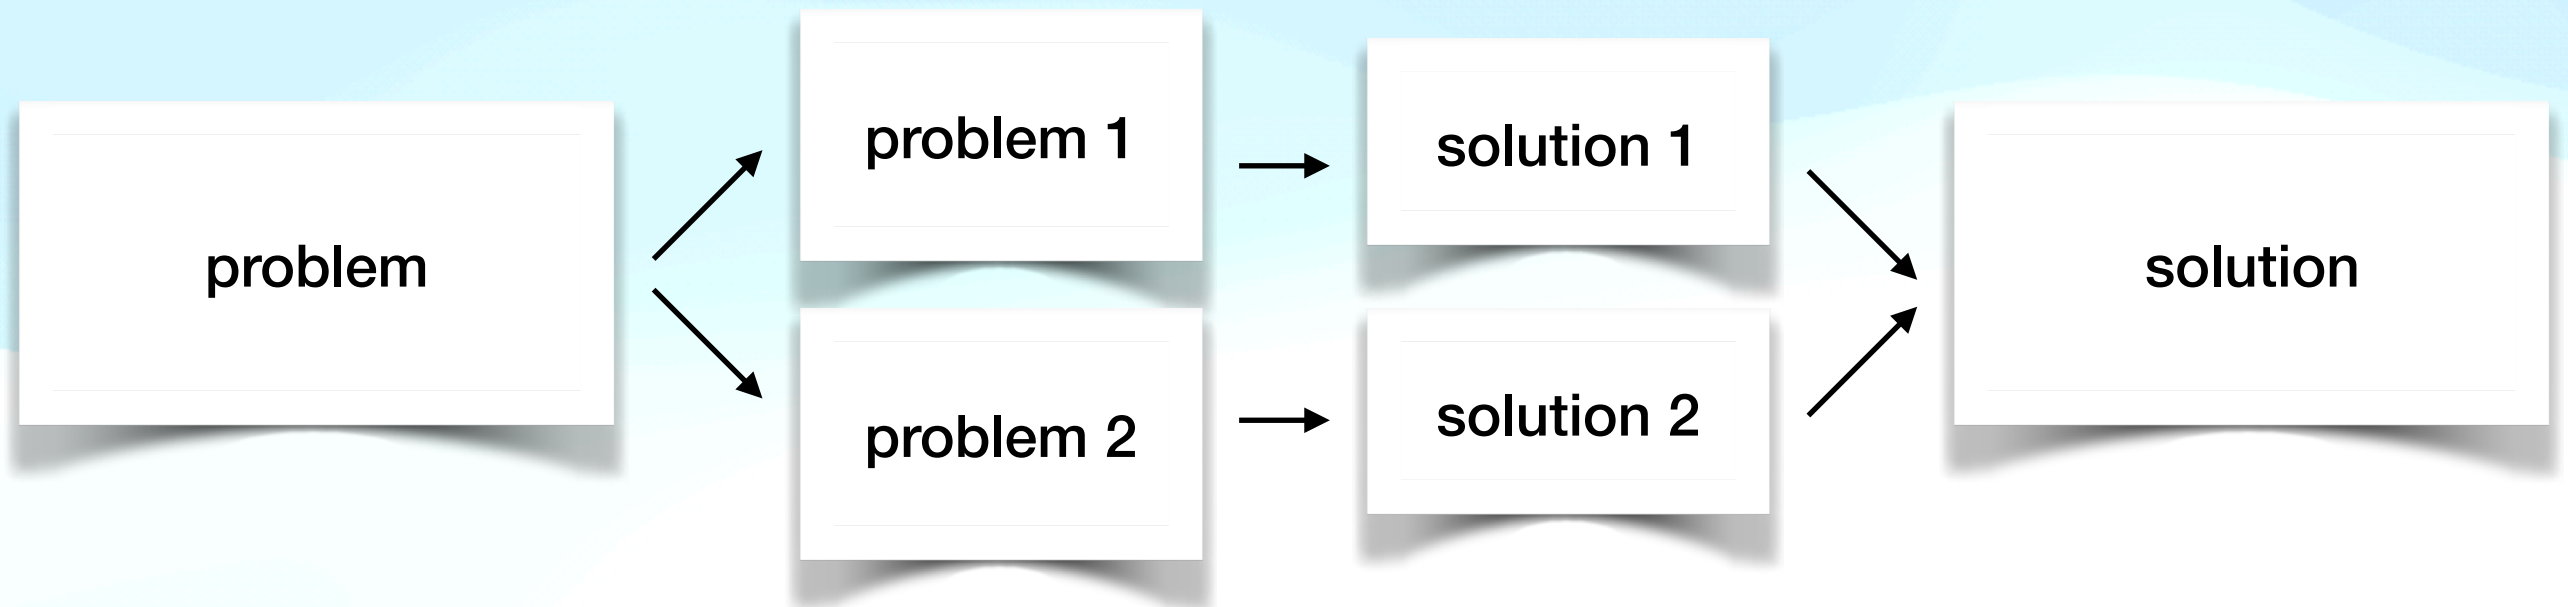 problem
problem 1
problem 2
solution 1
solution 2
solution